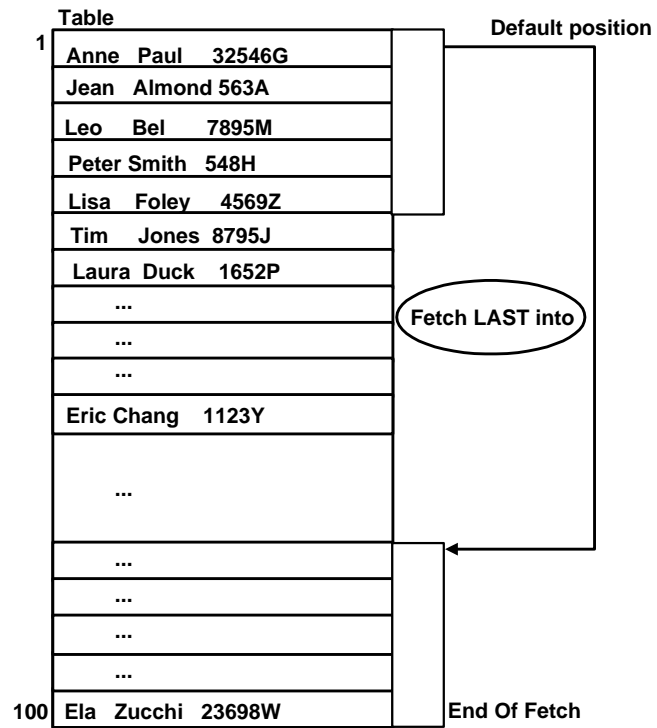 Table
Default position
1
Anne Paul 32546G
Jean Almond 563A
Leo Bel 7895M
Peter Smith 548H
Lisa Foley 4569Z
Tim Jones 8795J
Laura Duck 1652P
...
Fetch LAST into
...
...
Eric Chang 1123Y
...
...
...
...
...
100 Ela Zucchi 23698W
End Of Fetch